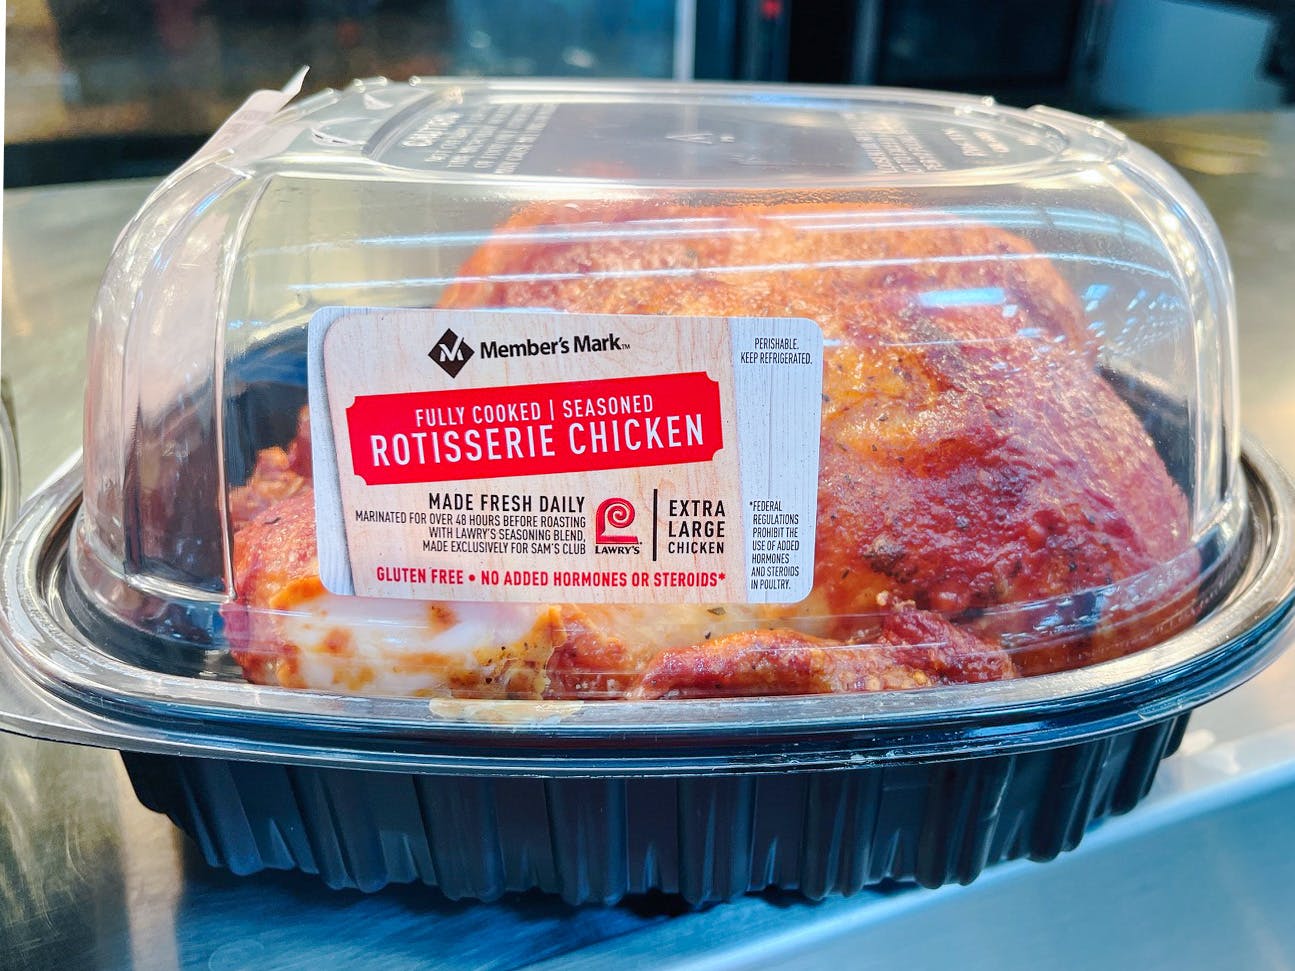 Member's Mark™
FULLY COOKED | SEASONED
ROTISSERIE CHICKEN
MADE FRESH DAILY
MARINATED FOR OVER 48 HOURS BEFORE ROASTING
WITH LAWRY'S SEASONING BLEND,
MADE EXCLUSIVELY FOR SAM'S CLUB
LAWRY'S
EXTRA
LARGE
CHICKEN
GLUTEN FREE • NO ADDED HORMONES OR STEROIDS*
PERISHABLE.
KEEP REFRIGERATED.
*FEDERAL
REGULATIONS
PROHIBIT THE
USE OF ADDED
HORMONES
AND STEROIDS
IN POULTRY.